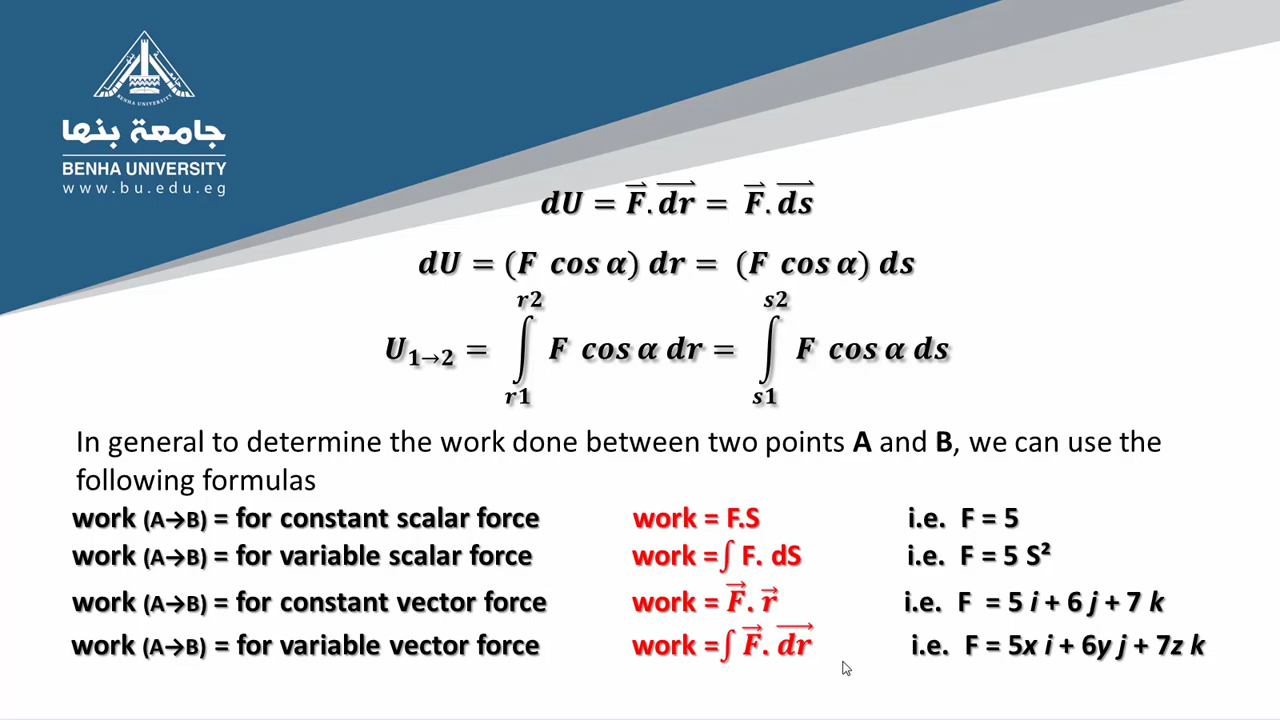 جامعة بنها
BENHA UNIVERSITY
www.bu.edu.eg
BENHA UNIVERSITY
dU = F⃗ . dr⃗ = F⃗ . ds⃗
dU = (F cos α) dr = (F cos α) ds
U₁→₂ = ∫_{r1}^{r2} F cos α dr = ∫_{s1}^{s2} F cos α ds
In general to determine the work done between two points A and B, we can use the
following formulas
work (A→B) = for constant scalar force work = F.S i.e. F = 5
work (A→B) = for variable scalar force work =∫ F. dS i.e. F = 5 S²
work (A→B) = for constant vector force work = F⃗ . r⃗ i.e. F = 5 i + 6 j + 7 k
work (A→B) = for variable vector force work =∫ F⃗ . dr⃗ i.e. F = 5x i + 6y j + 7z k